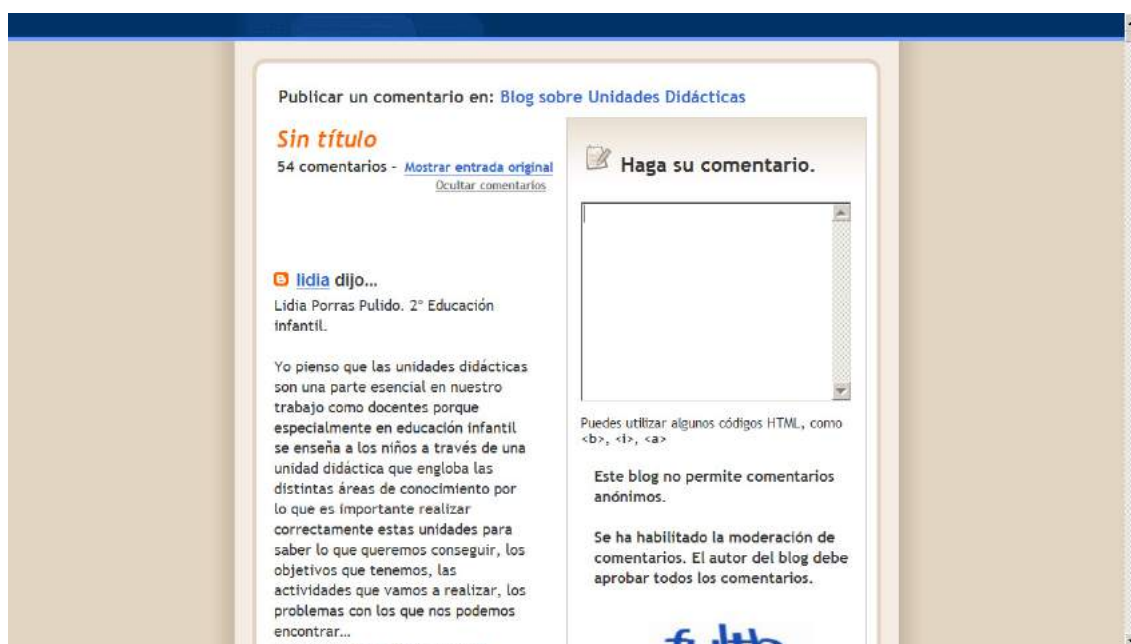 Publicar un comentario en: Blog sobre Unidades Didácticas
Sin título
54 comentarios - Mostrar entrada original
Ocultar comentarios
lidia dijo...
Lidia Porras Pulido. 2º Educación
infantil.
Yo pienso que las unidades didácticas
son una parte esencial en nuestro
trabajo como docentes porque
especialmente en educación infantil
se enseña a los niños a través de una
unidad didáctica que engloba las
distintas áreas de conocimiento por
lo que es importante realizar
correctamente estas unidades para
saber lo que queremos conseguir, los
objetivos que tenemos, las
actividades que vamos a realizar, los
problemas con los que nos podemos
encontrar...
Haga su comentario.
Puedes utilizar algunos códigos HTML, como
<b>, <i>, <a>
Este blog no permite comentarios
anónimos.
Se ha habilitado la moderación de
comentarios. El autor del blog debe
aprobar todos los comentarios.